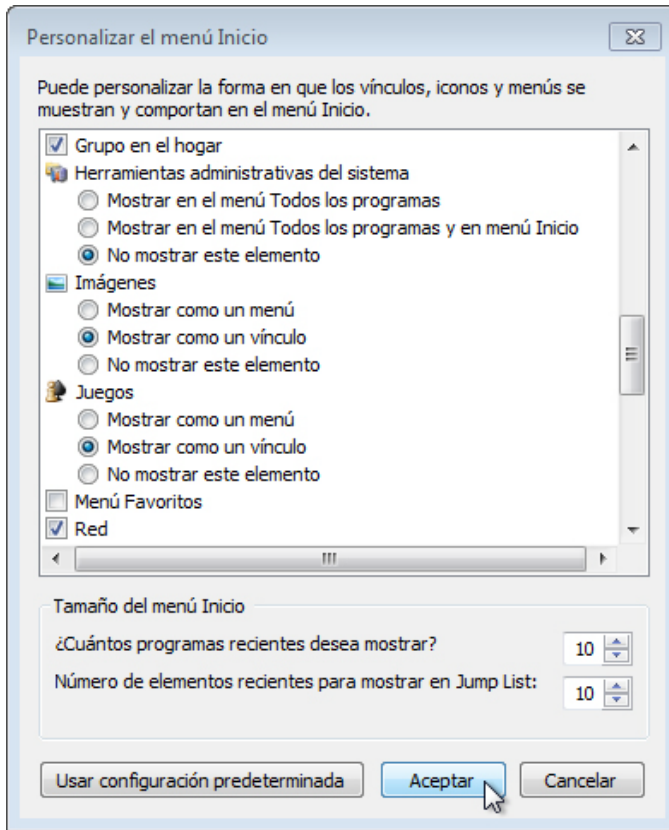 Personalizar el menú Inicio
Puede personalizar la forma en que los vínculos, iconos y menús se
muestran y comportan en el menú Inicio.
Grupo en el hogar
Herramientas administrativas del sistema
Mostrar en el menú Todos los programas
Mostrar en el menú Todos los programas y en menú Inicio
No mostrar este elemento
Imágenes
Mostrar como un menú
Mostrar como un vínculo
No mostrar este elemento
Juegos
Mostrar como un menú
Mostrar como un vínculo
No mostrar este elemento
Menú Favoritos
Red
Tamaño del menú Inicio
¿Cuántos programas recientes desea mostrar? 10
Número de elementos recientes para mostrar en Jump List: 10
Usar configuración predeterminada Aceptar Cancelar